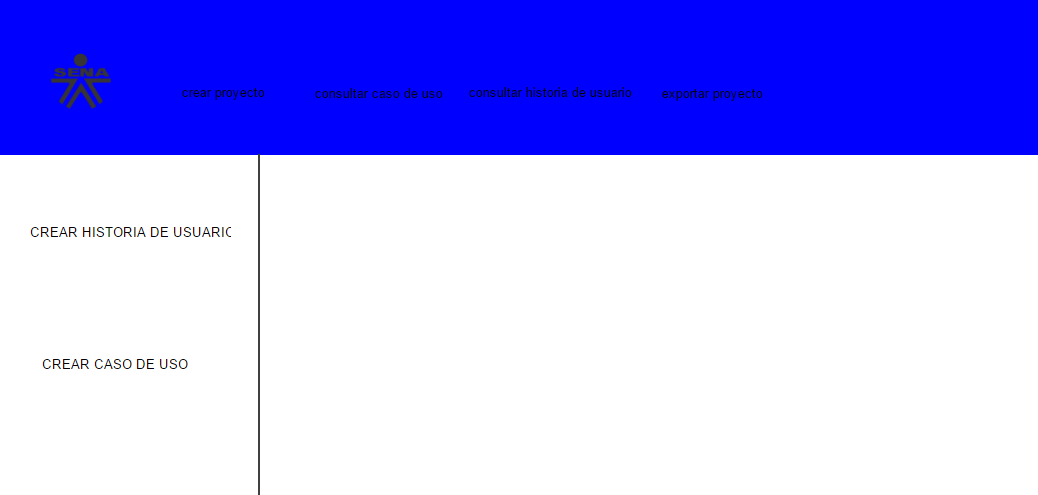 SENA
crear proyecto
consultar caso de uso
consultar historia de usuario
exportar proyecto
CREAR HISTORIA DE USUARIO
CREAR CASO DE USO